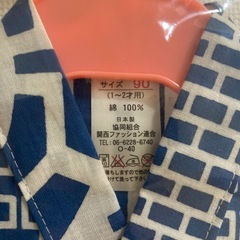 サイズ 90
(1〜2才用)
綿 100%
日本製
協同組合
関西ファッション連合
TEL:06-6228-6740
O-40